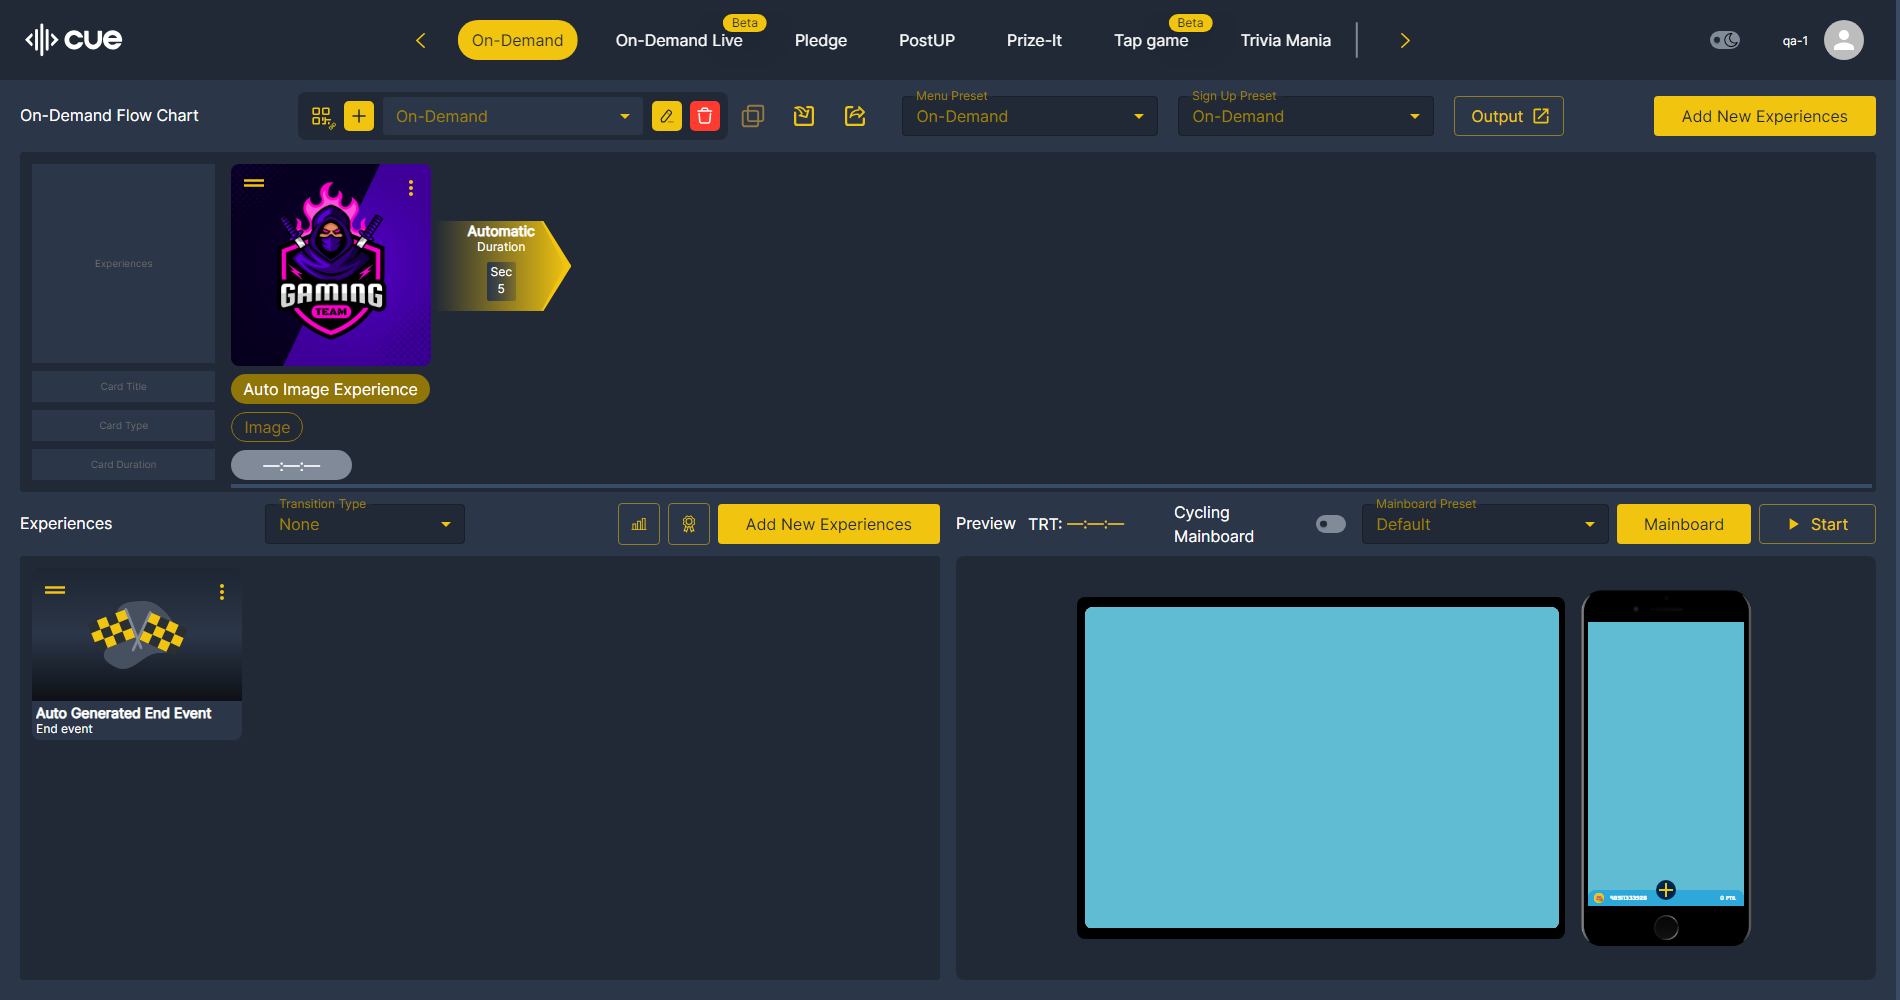 cue
On-Demand
On-Demand Live
Beta
Pledge
PostUP
Prize-It
Tap game
Beta
Trivia Mania
qa-1
On-Demand Flow Chart
On-Demand
Menu Preset
On-Demand
Sign Up Preset
On-Demand
Output
Add New Experiences
Experiences
GAMING
TEAM
Automatic
Duration
Sec
5
Card Title
Auto Image Experience
Card Type
Image
Card Duration
—:—:—
Experiences
Transition Type
None
Add New Experiences
Preview
TRT: —:—:—
Cycling
Mainboard
Mainboard Preset
Default
Mainboard
Start
Auto Generated End Event
End event
0 PTS.